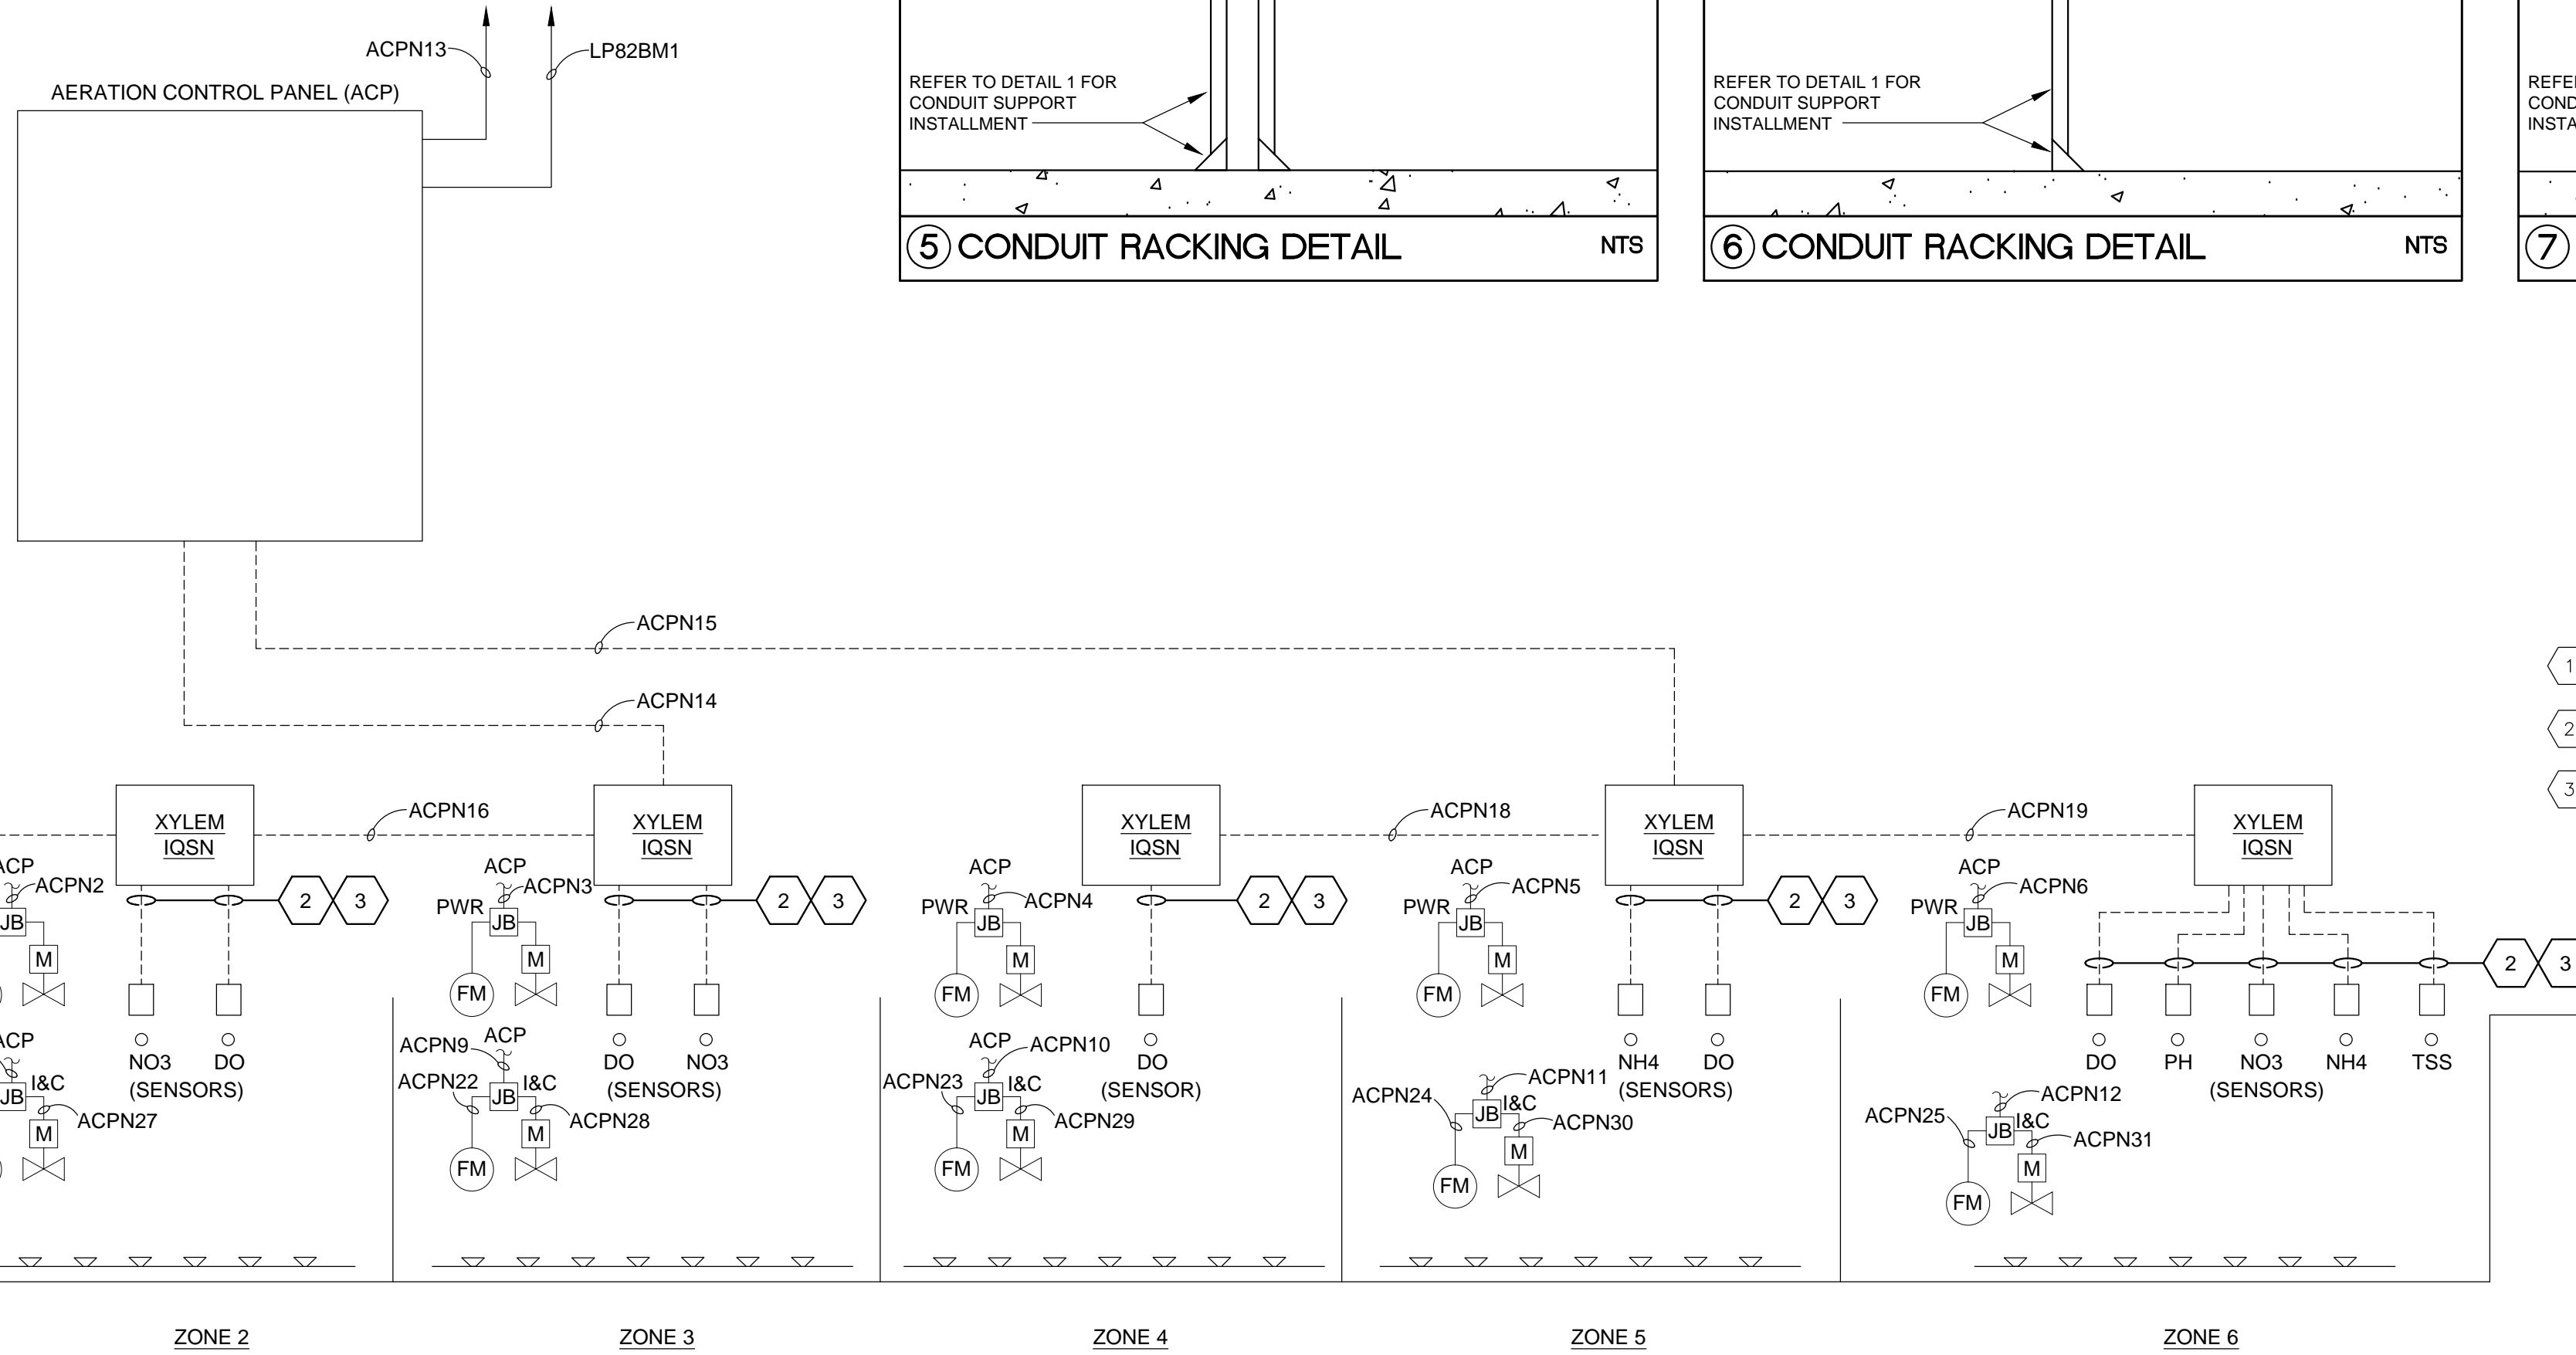 ACPN13
LP82BM1
AERATION CONTROL PANEL (ACP)
REFER TO DETAIL 1 FOR
CONDUIT SUPPORT
INSTALLMENT
5 CONDUIT RACKING DETAIL NTS
REFER TO DETAIL 1 FOR
CONDUIT SUPPORT
INSTALLMENT
6 CONDUIT RACKING DETAIL NTS
7
ACPN15
ACPN14
1
2
3
ACPN16
ACPN18
ACPN19
XYLEM
IQSN
XYLEM
IQSN
XYLEM
IQSN
XYLEM
IQSN
XYLEM
IQSN
ACPN2
JB
M
2 3
NO3 DO
(SENSORS)
I&C
JB
ACPN27
M
ACP
ACPN3
PWR
JB
M
FM
2 3
DO NO3
(SENSORS)
ACP
ACPN9
ACPN22
I&C
JB
ACPN28
M
FM
ACP
ACPN4
PWR
JB
M
FM
2 3
DO
(SENSOR)
ACP
ACPN10
ACPN23
I&C
JB
ACPN29
M
FM
ACP
ACPN5
PWR
JB
M
FM
2 3
NH4 DO
(SENSORS)
ACPN11
ACPN24
I&C
JB
ACPN30
M
FM
ACP
ACPN6
PWR
JB
M
FM
2 3
DO PH NO3 NH4 TSS
(SENSORS)
ACPN12
ACPN25
I&C
JB
ACPN31
M
FM
ZONE 2
ZONE 3
ZONE 4
ZONE 5
ZONE 6